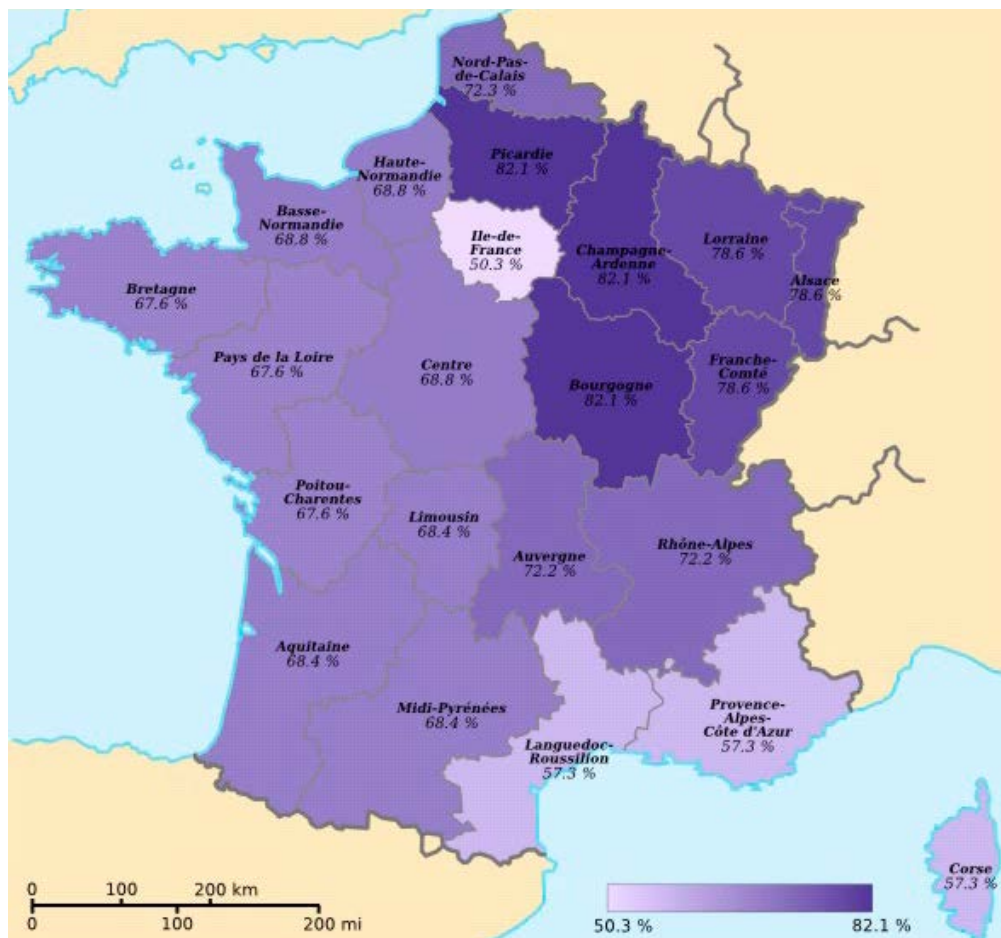 Nord-Pas-
de-Calais
72.3 %
Picardie
82.1 %
Haute-
Normandie
68.8 %
Basse-
Normandie
68.8 %
Ile-de-
France
50.3 %
Champagne-
Ardenne
82.1 %
Lorraine
78.6 %
Alsace
78.6 %
Bretagne
67.6 %
Pays de la Loire
67.6 %
Centre
68.8 %
Bourgogne
82.1 %
Franche-
Comté
78.6 %
Poitou-
Charentes
67.6 %
Limousin
68.4 %
Auvergne
72.2 %
Rhône-Alpes
72.2 %
Aquitaine
68.4 %
Midi-Pyrénées
68.4 %
Languedoc-
Roussillon
57.3 %
Provence-
Alpes-
Côte d'Azur
57.3 %
Corse
57.3 %
0 100 200 km
0 100 200 mi
50.3 % 82.1 %